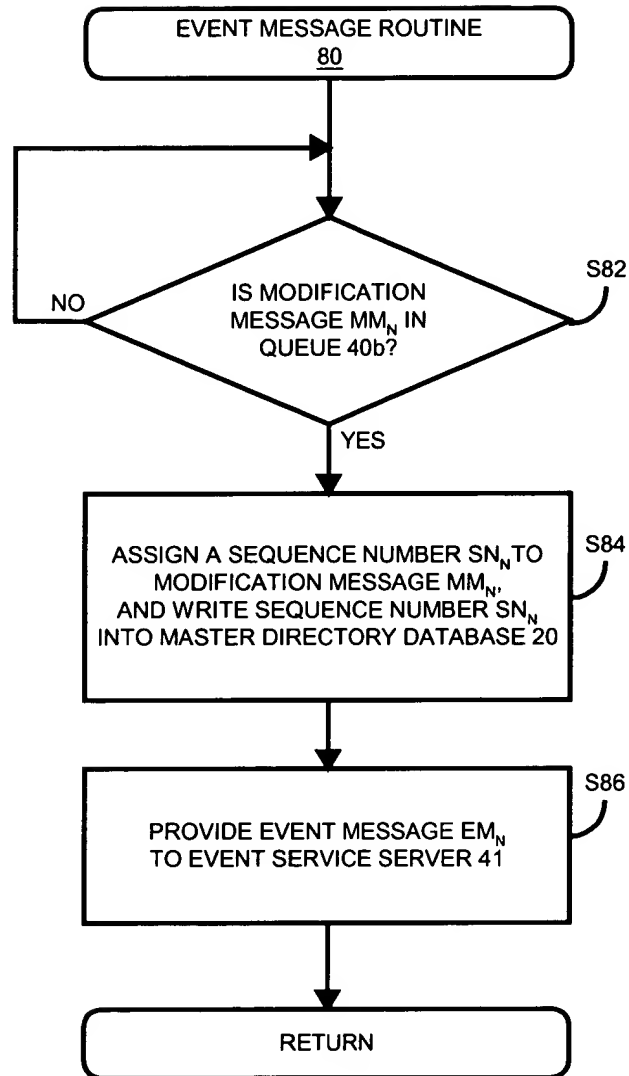 EVENT MESSAGE ROUTINE
80
S82
NO
IS MODIFICATION
MESSAGE MM_N IN
QUEUE 40b?
YES
S84
ASSIGN A SEQUENCE NUMBER SN_N TO
MODIFICATION MESSAGE MM_N,
AND WRITE SEQUENCE NUMBER SN_N
INTO MASTER DIRECTORY DATABASE 20
S86
PROVIDE EVENT MESSAGE EM_N
TO EVENT SERVICE SERVER 41
RETURN